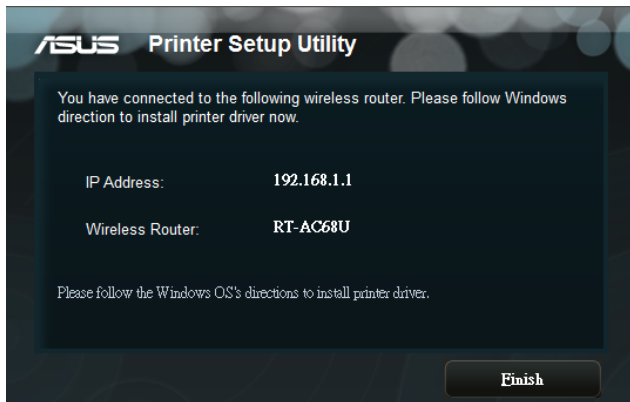 ASUS Printer Setup Utility
You have connected to the following wireless router. Please follow Windows
direction to install printer driver now.
IP Address: 192.168.1.1
Wireless Router: RT-AC68U
Please follow the Windows OS's directions to install printer driver.
Finish